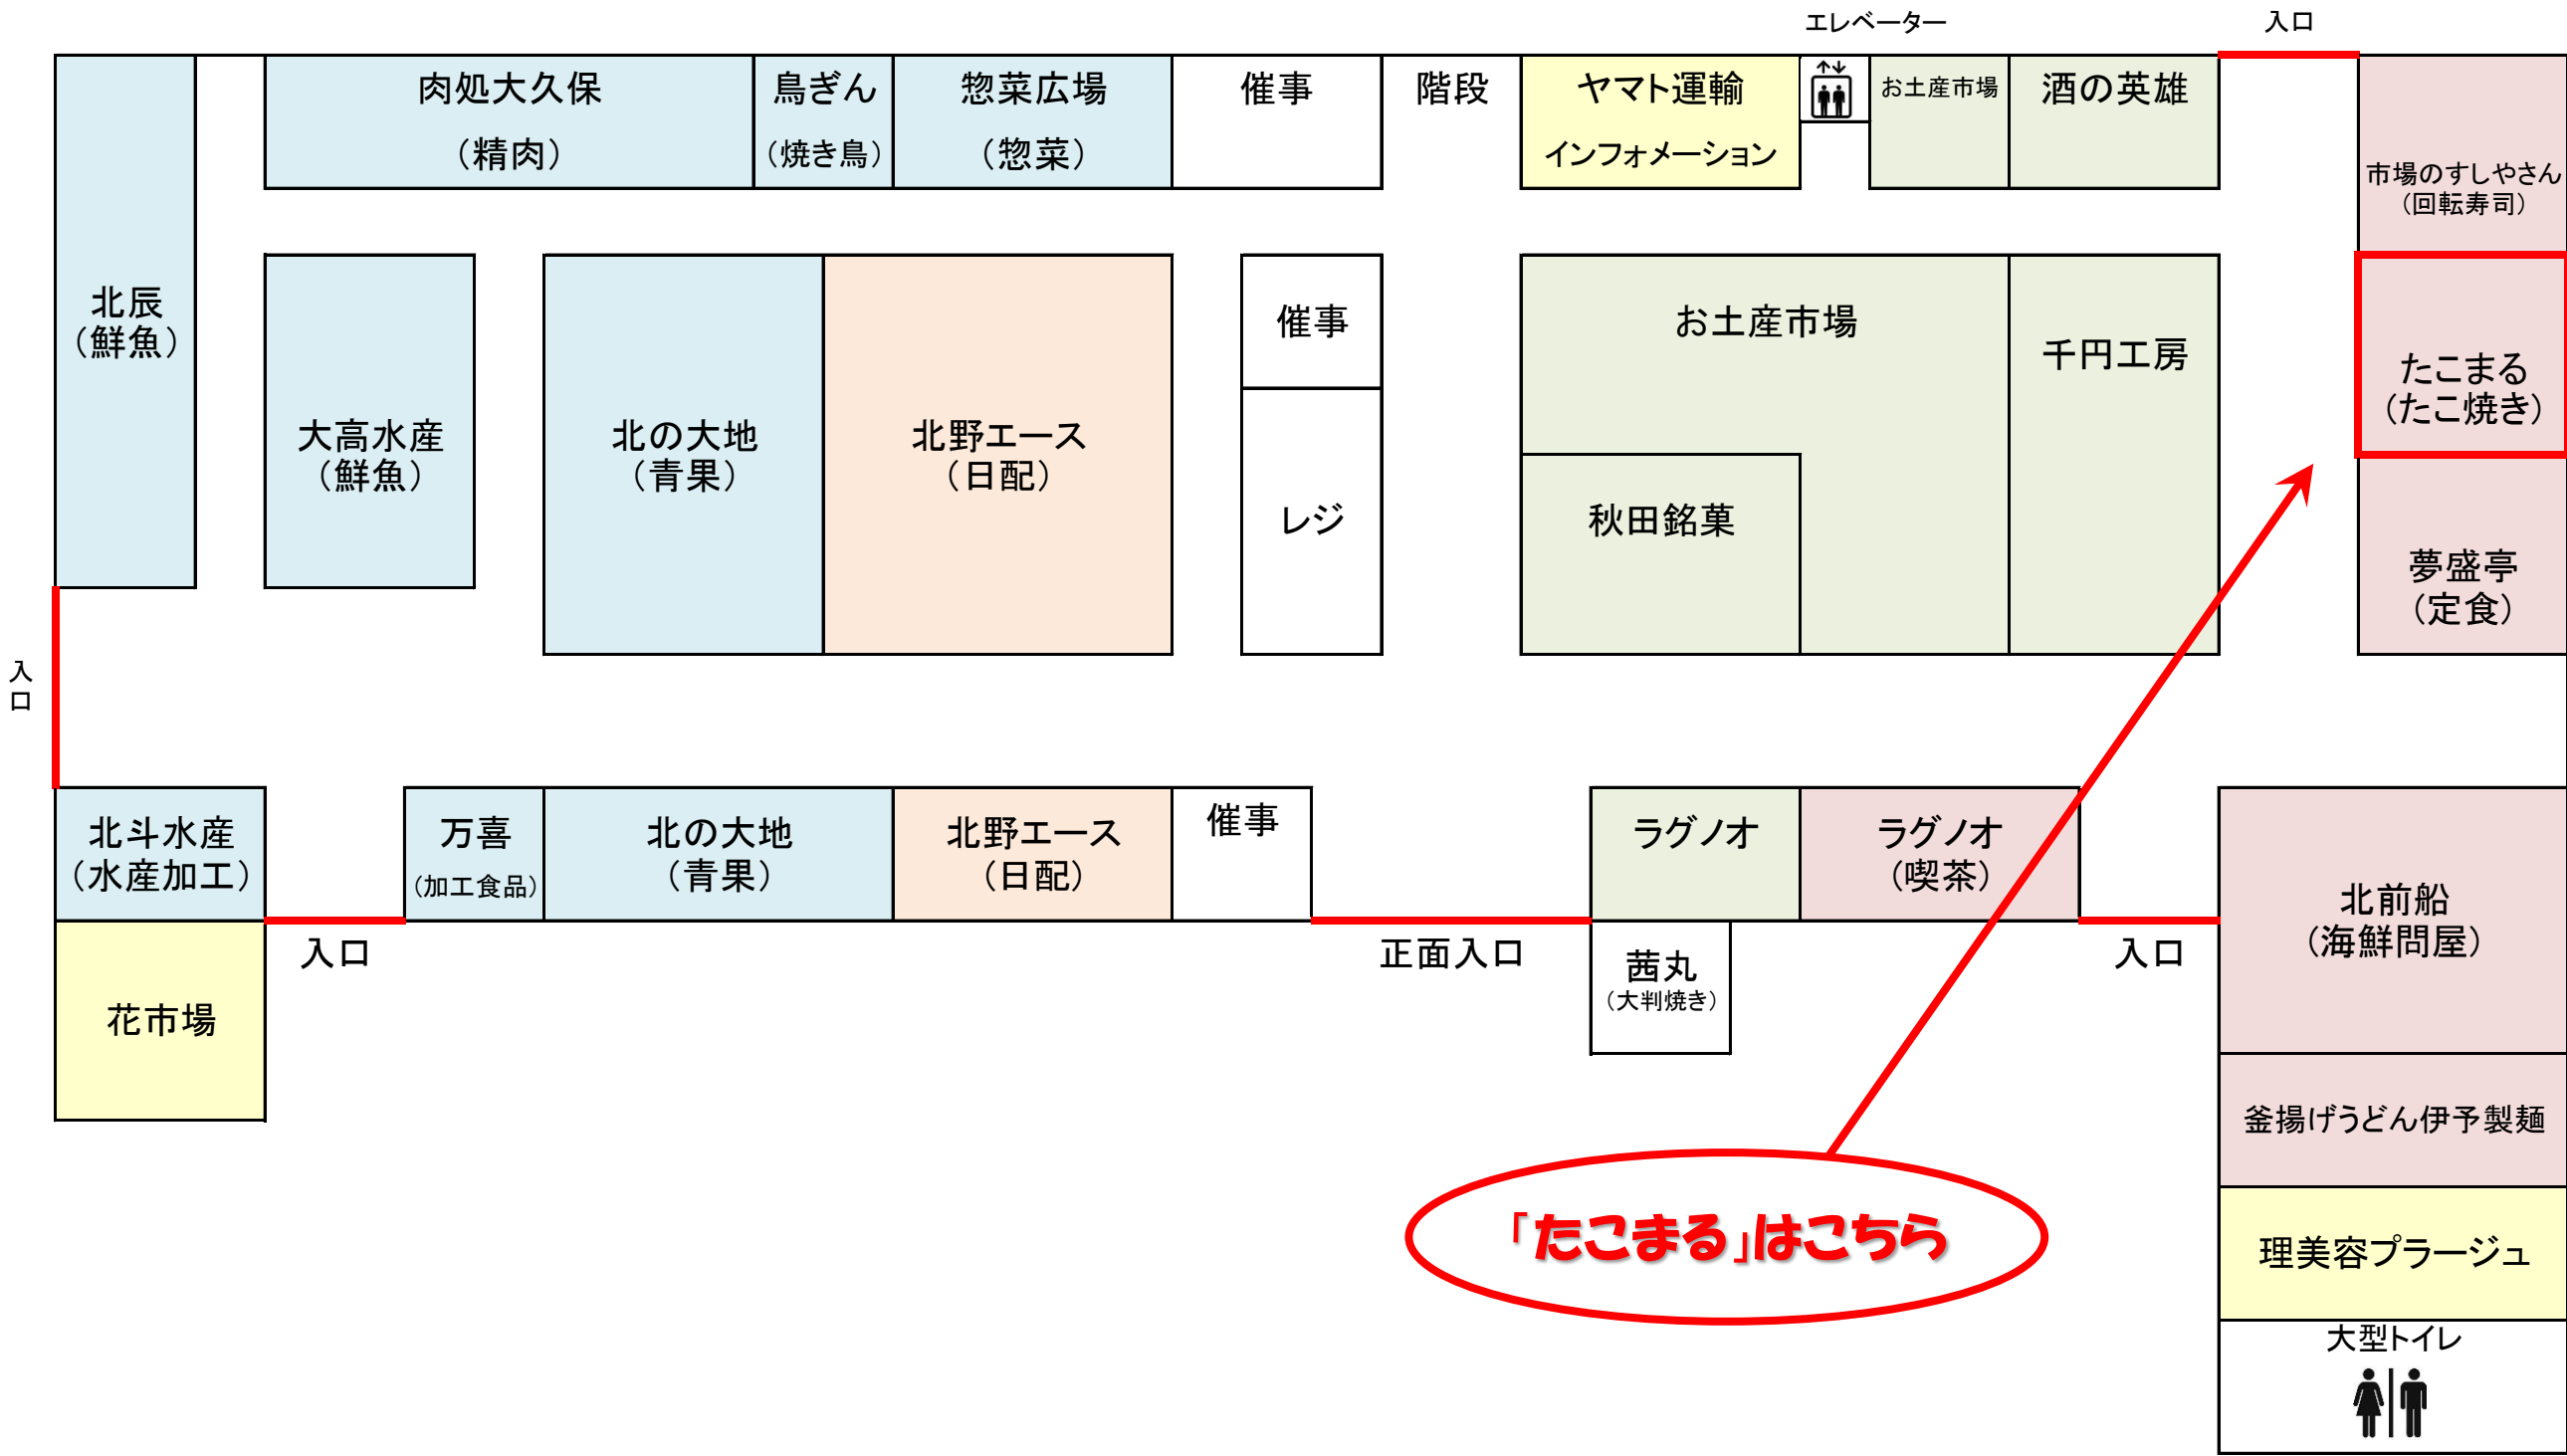 エレベーター
入口
肉処大久保
（精肉）
鳥ぎん
（焼き鳥）
惣菜広場
（惣菜）
催事
階段
ヤマト運輸
インフォメーション
お土産市場
酒の英雄
市場のすしやさん
（回転寿司）
北辰
（鮮魚）
大高水産
（鮮魚）
北の大地
（青果）
北野エース
（日配）
催事
レジ
お土産市場
千円工房
秋田銘菓
たこまる
（たこ焼き）
夢盛亭
（定食）
入
口
北斗水産
（水産加工）
万喜
（加工食品）
北の大地
（青果）
北野エース
（日配）
催事
ラグノオ
ラグノオ
（喫茶）
北前船
（海鮮問屋）
入口
正面入口
茜丸
（大判焼き）
入口
花市場
釜揚げうどん伊予製麺
「たこまる」はこちら
理美容プラージュ
大型トイレ